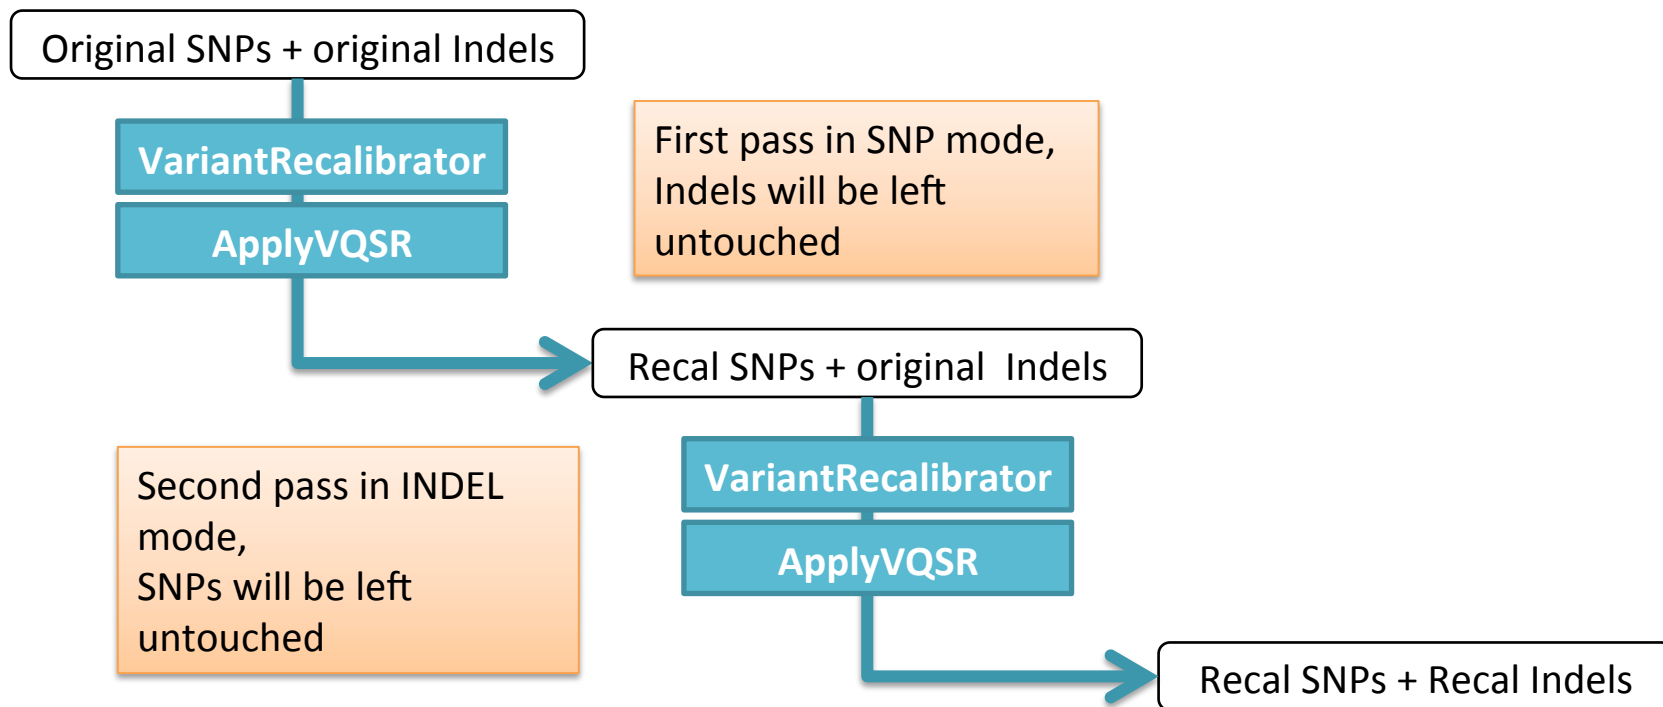 Original SNPs + original Indels
VariantRecalibrator
ApplyVQSR
First pass in SNP mode,
Indels will be left
untouched
Recal SNPs + original Indels
Second pass in INDEL
mode,
SNPs will be left
untouched
VariantRecalibrator
ApplyVQSR
Recal SNPs + Recal Indels